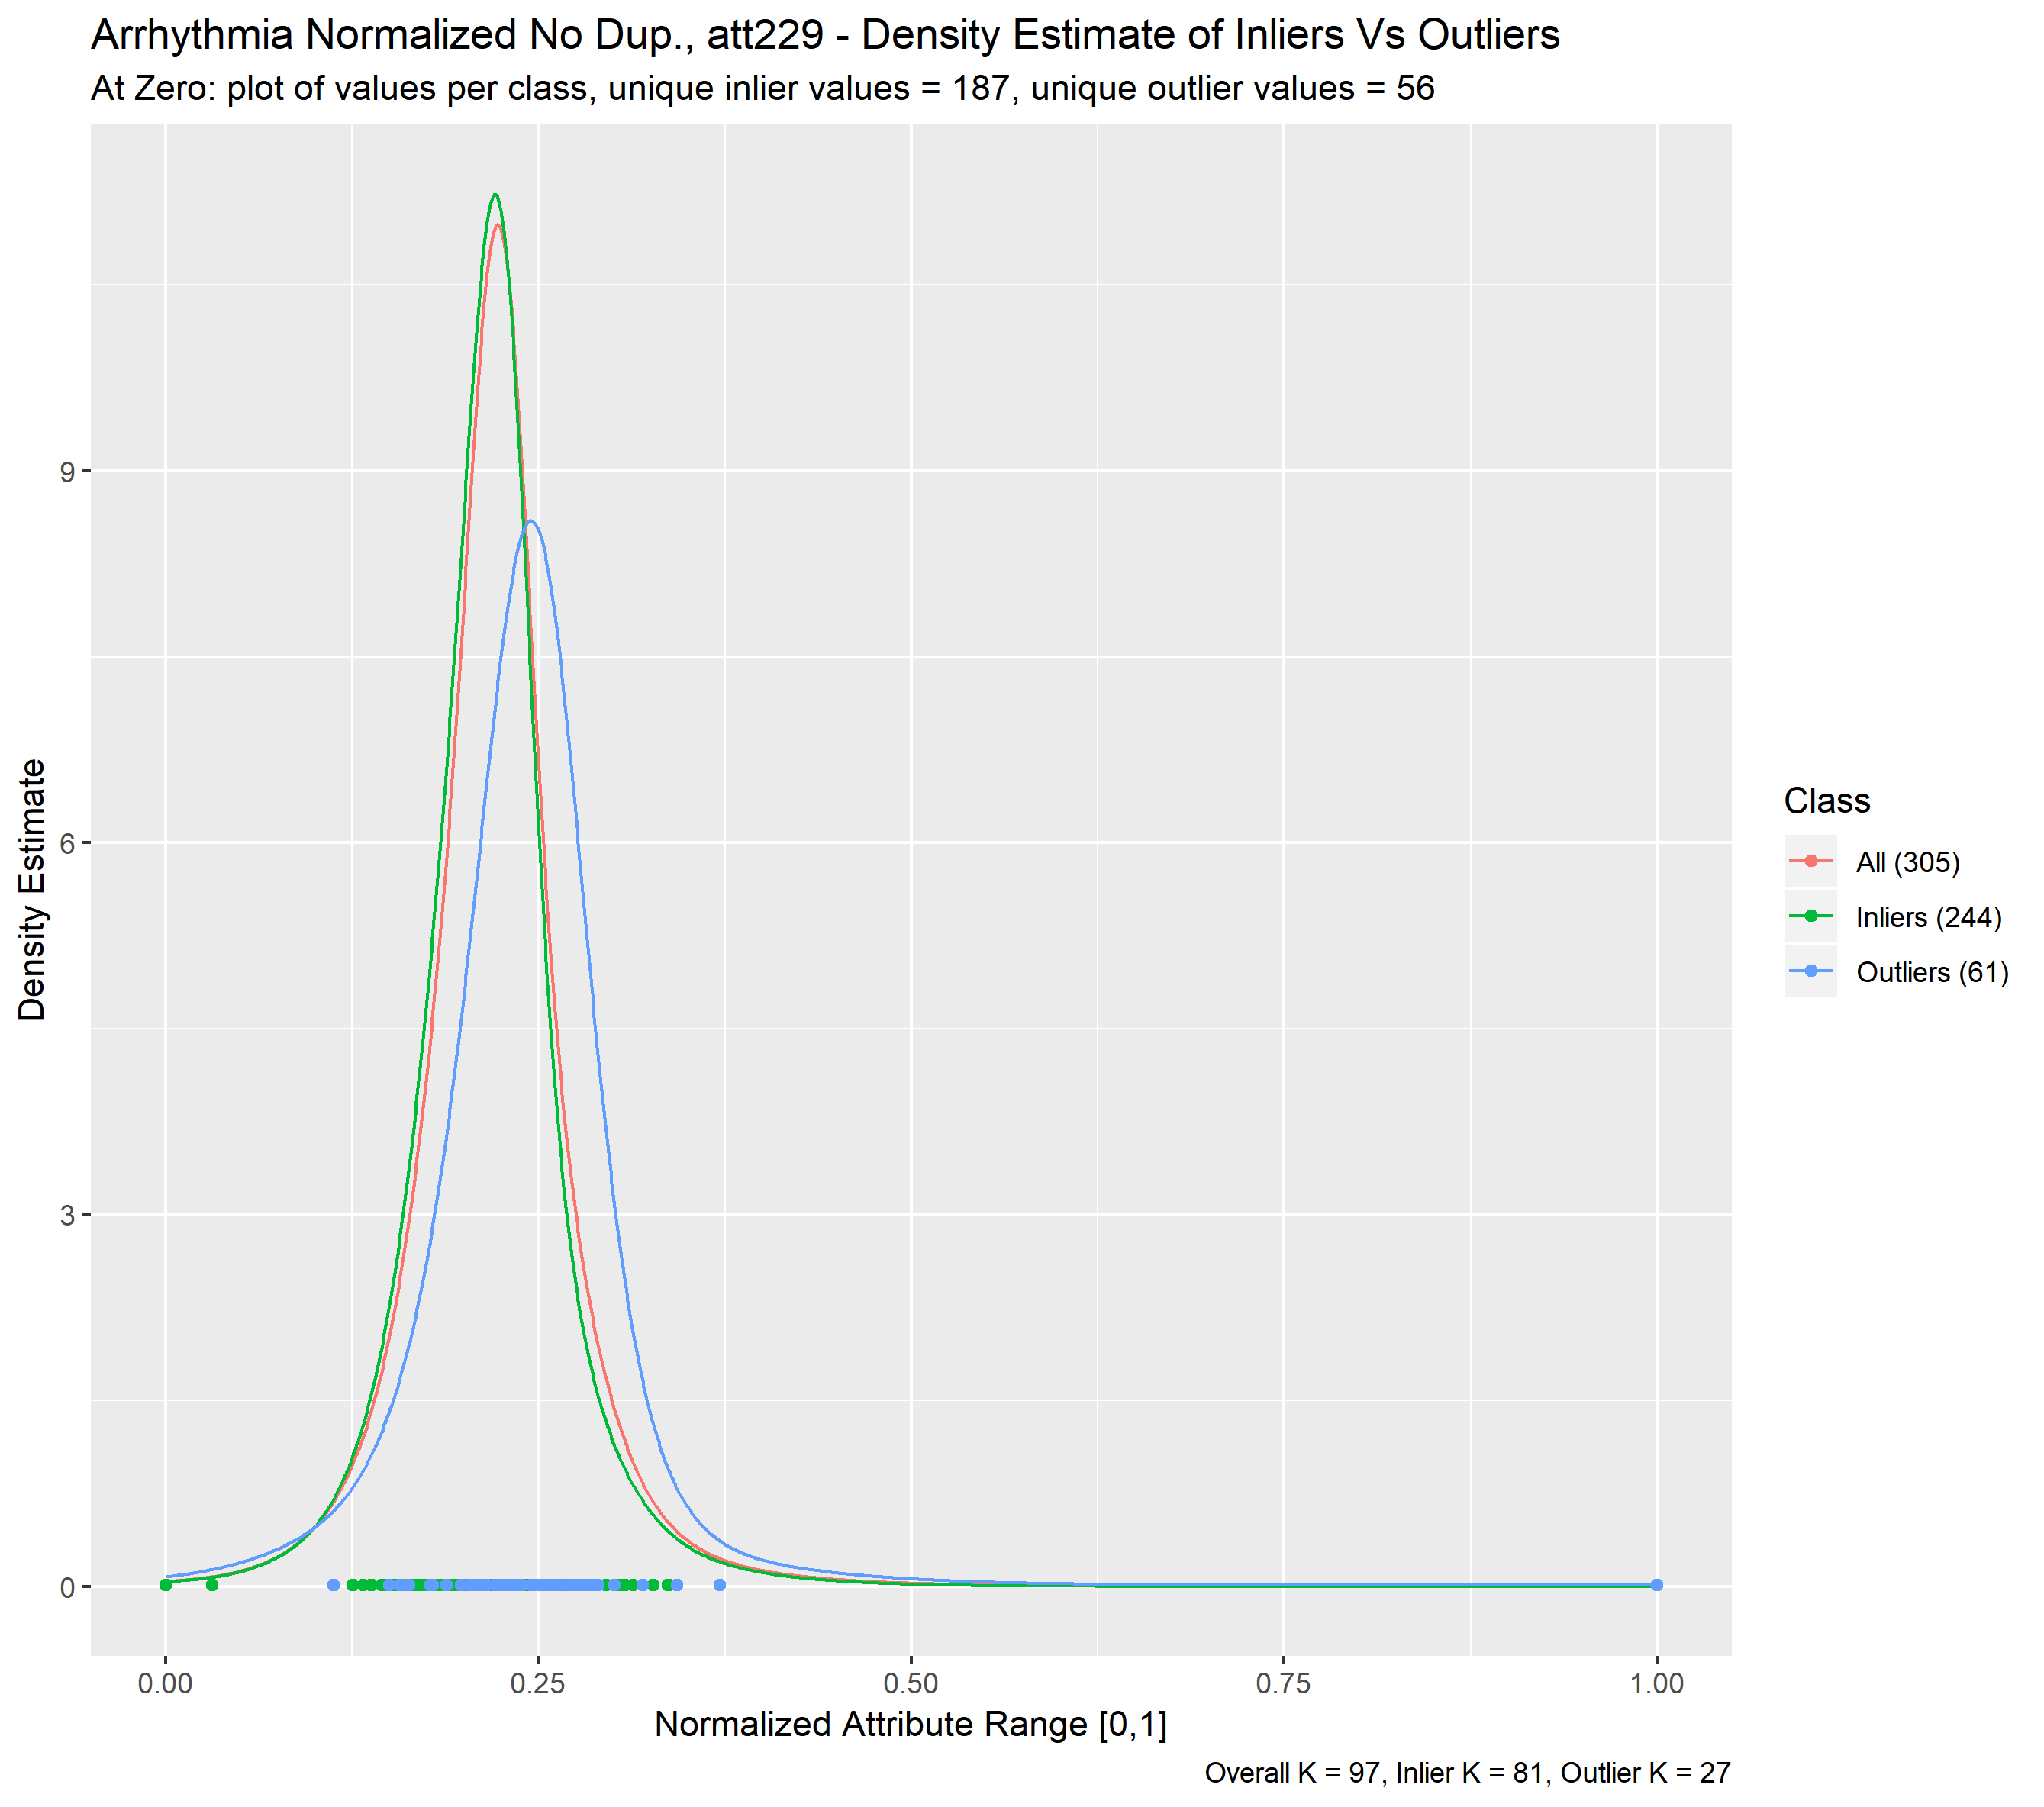 Arrhythmia Normalized No Dup., att229 - Density Estimate of Inliers Vs Outliers
At Zero: plot of values per class, unique inlier values = 187, unique outlier values = 56
Density Estimate
9
6
3
0
0.00
0.25
0.50
0.75
1.00
Normalized Attribute Range [0,1]
Class
All (305)
Inliers (244)
Outliers (61)
Overall K = 97, Inlier K = 81, Outlier K = 27